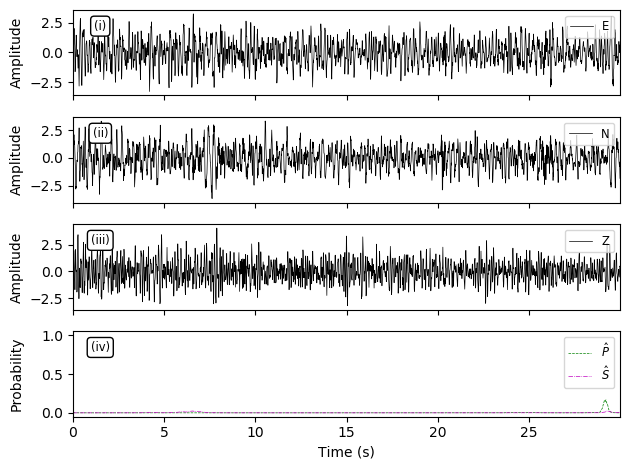 Amplitude
2.5
0.0
−2.5
(i)
E
Amplitude
2.5
0.0
−2.5
(ii)
N
Amplitude
2.5
0.0
−2.5
(iii)
Z
Probability
1.0
0.5
0.0
(iv)
P̂
Ŝ
0 5 10 15 20 25
Time (s)